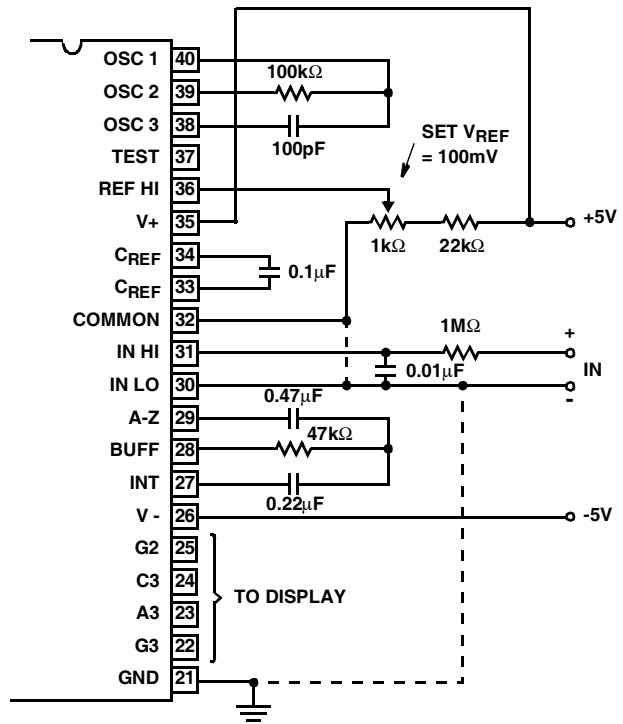 OSC 1 40
100kΩ
OSC 2 39
OSC 3 38
100pF
SET VREF
= 100mV
TEST 37
REF HI 36
V+ 35
+5V
1kΩ 22kΩ
CREF 34
0.1µF
CREF 33
COMMON 32
1MΩ
+
IN HI 31
0.01µF
IN
IN LO 30
-
0.47µF
A-Z 29
47kΩ
BUFF 28
INT 27
0.22µF
V - 26
-5V
G2 25
C3 24
TO DISPLAY
A3 23
G3 22
GND 21